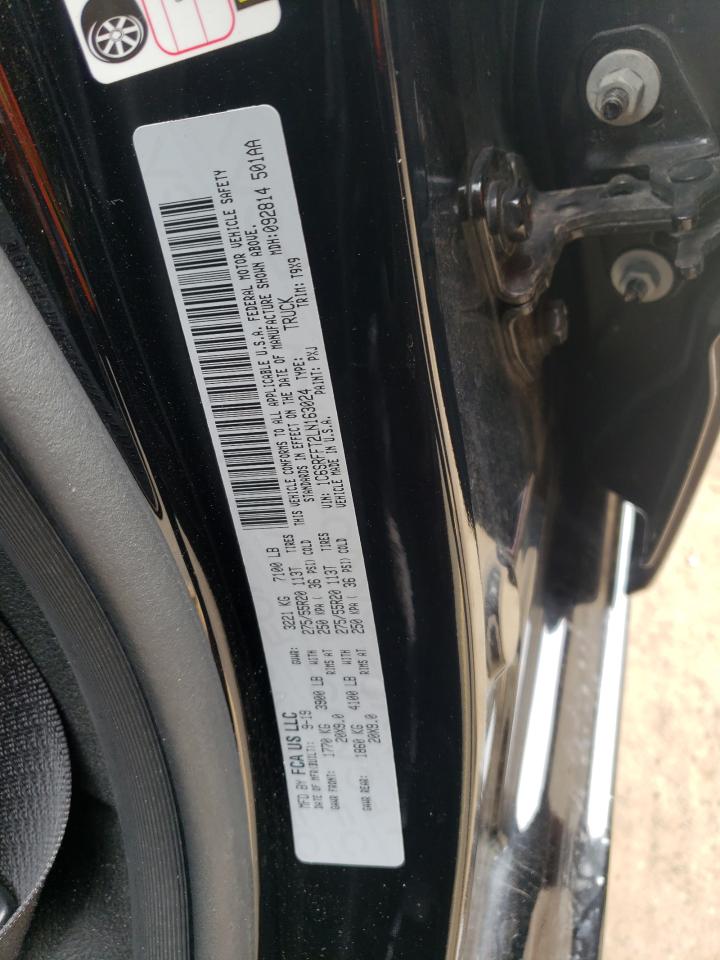 MFD BY FCA US LLC
DATE OF MFR(BUILT): 9-19 GVWR: 3221 KG 7100 LB
GAWR FRONT: 1770 KG 3900 LB WITH 275/55R20 113T TIRES
20X9.0 RIMS AT 250 KPA ( 36 PSI) COLD
GAWR REAR: 1860 KG 4100 LB WITH 275/55R20 113T TIRES
20X9.0 RIMS AT 250 KPA ( 36 PSI) COLD
THIS VEHICLE CONFORMS TO ALL APPLICABLE U.S.A. FEDERAL MOTOR VEHICLE SAFETY
STANDARDS IN EFFECT ON THE DATE OF MANUFACTURE SHOWN ABOVE.
VIN: 1C6SRFFT2LN163024 TYPE: TRUCK MDH:092814 501AA
VEHICLE MADE IN U.S.A. PAINT: PXJ TRIM: T9X9